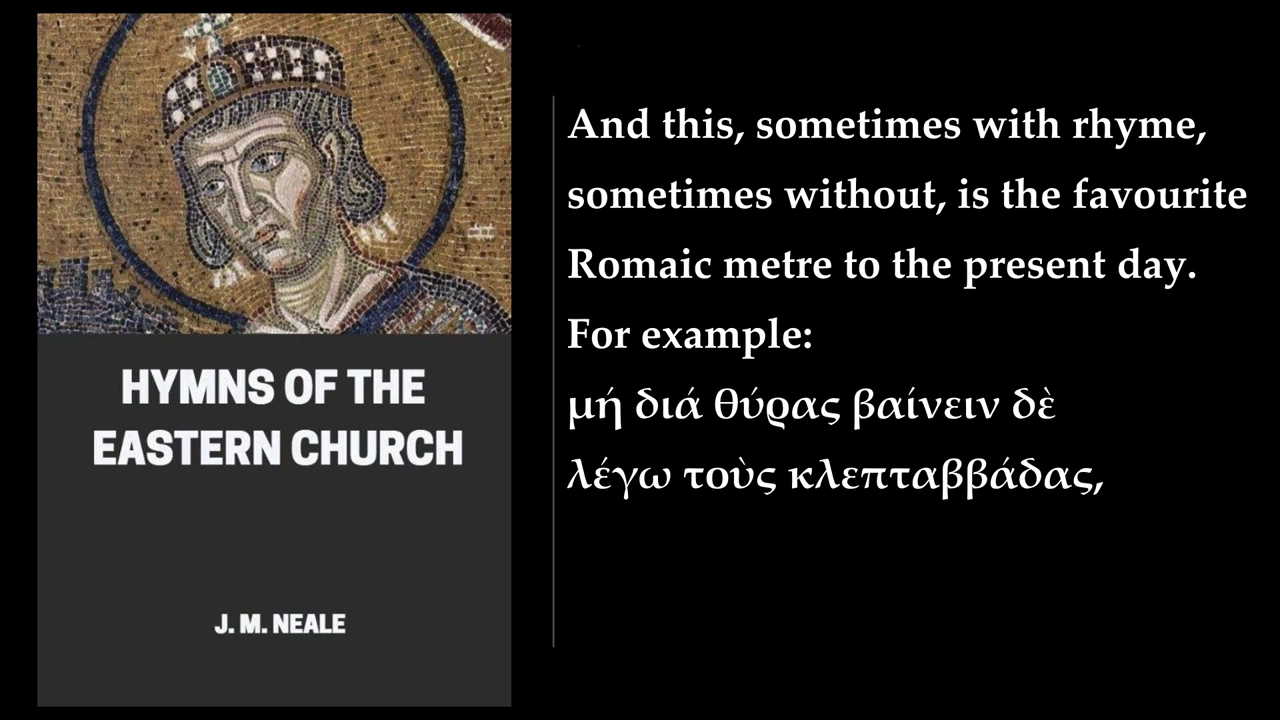 HYMNS OF THE
EASTERN CHURCH
J. M. NEALE
And this, sometimes with rhyme,
sometimes without, is the favourite
Romaic metre to the present day.
For example:
μή διά θύρας βαίνειν δὲ
λέγω τοὺς κλεπταββάδας,